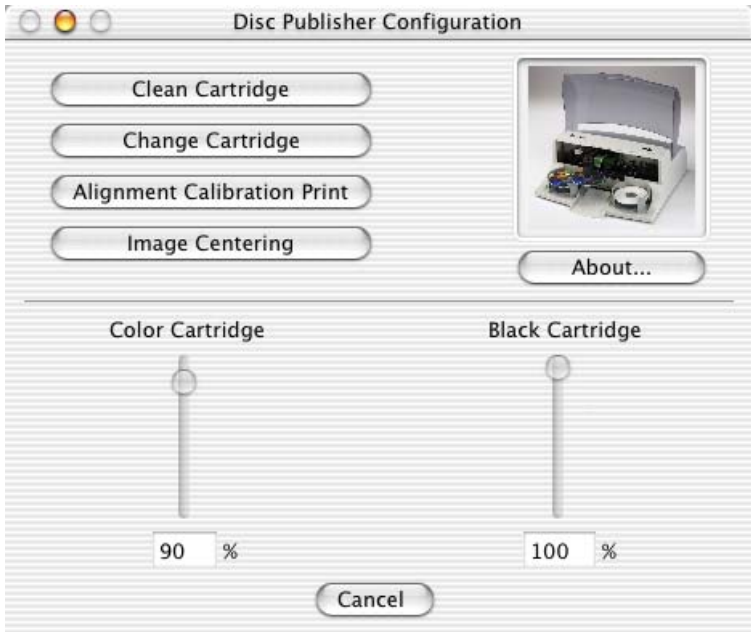 Disc Publisher Configuration
Clean Cartridge
Change Cartridge
Alignment Calibration Print
Image Centering
About...
Color Cartridge
Black Cartridge
90 %
100 %
Cancel